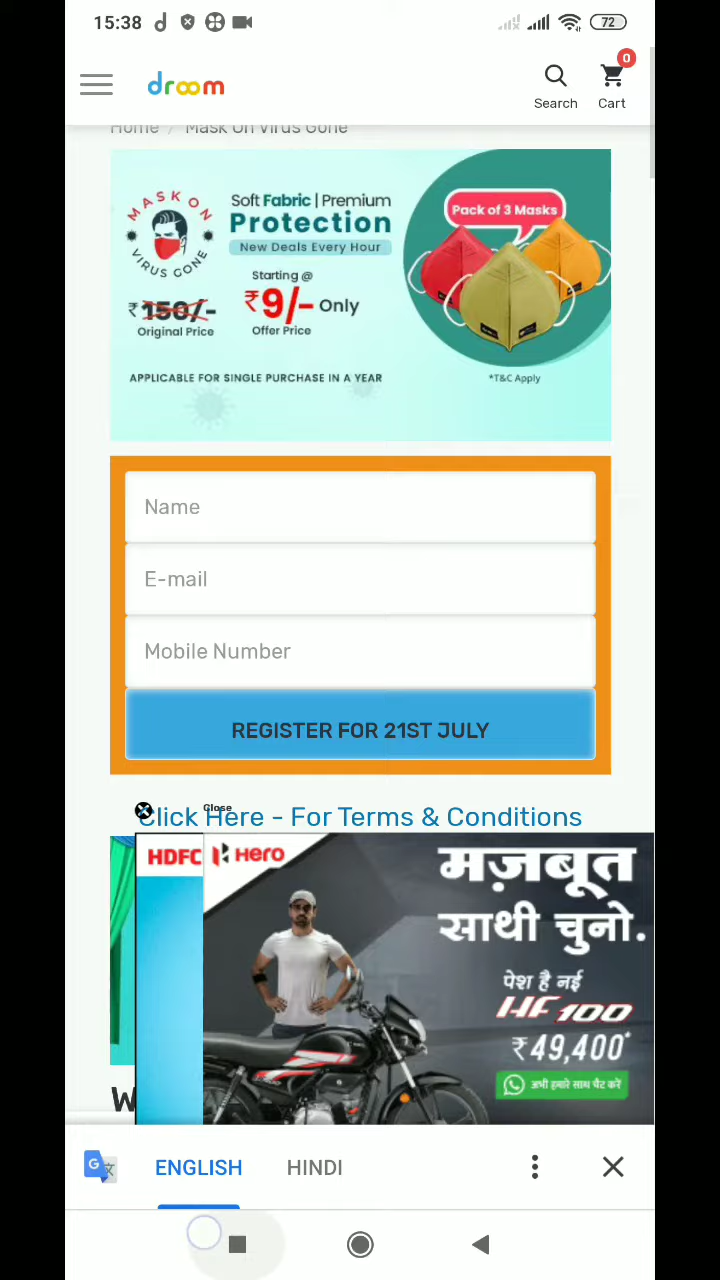 15:38
72
droom
0
Search
Cart
Home / Mask On Virus Gone
MASK ON
VIRUS GONE
Soft Fabric | Premium
Protection
New Deals Every Hour
Pack of 3 Masks
Starting @
₹150/-
₹9/- Only
Original Price
Offer Price
APPLICABLE FOR SINGLE PURCHASE IN A YEAR
*T&C Apply
Name
E-mail
Mobile Number
REGISTER FOR 21ST JULY
Close
Click Here - For Terms & Conditions
HDFC
Hero
मज़बूत
साथी चुनो.
पेश है नई
HF 100
₹49,400*
अभी हमारे साथ चैट करें
W
ENGLISH
HINDI